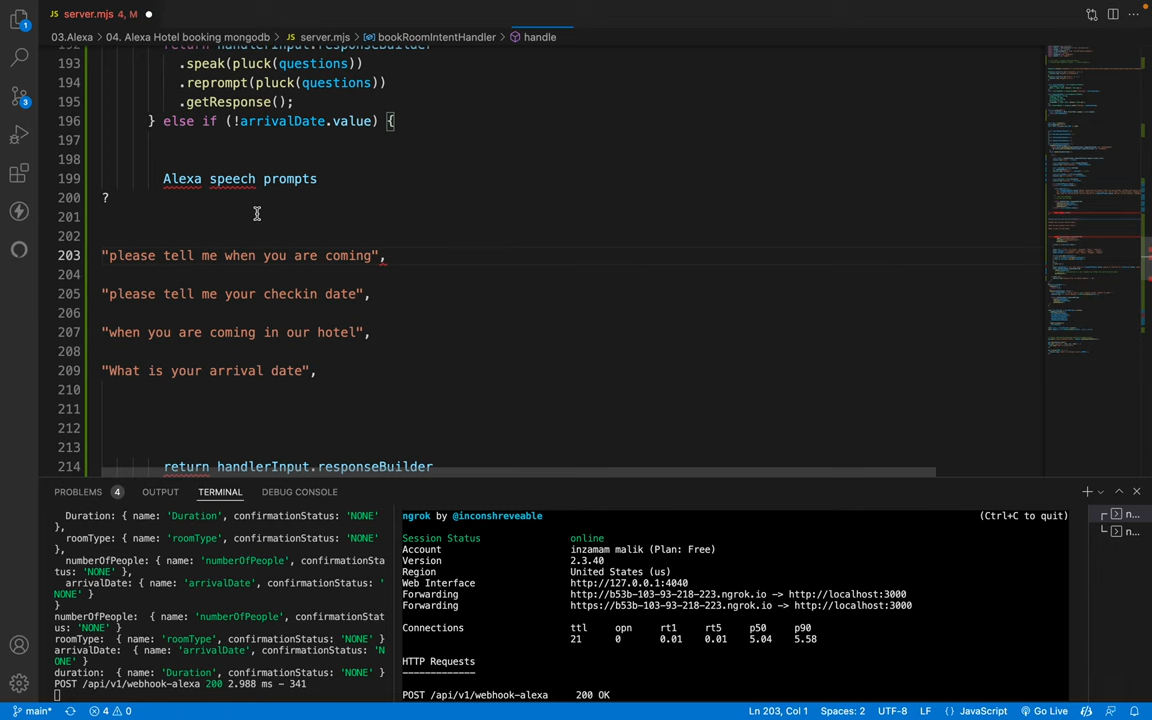 JS server.mjs 4, M ●
03.Alexa > 04. Alexa Hotel booking mongodb > JS server.mjs > bookRoomIntentHandler > handle
192 return handlerInput.responseBuilder
193 .speak(pluck(questions))
194 .reprompt(pluck(questions))
195 .getResponse();
196 } else if (!arrivalDate.value) {
197
198
199 Alexa speech prompts
200 ?
201
202
203 "please tell me when you are coming",
204
205 "please tell me your checkin date",
206
207 "when you are coming in our hotel",
208
209 "What is your arrival date",
210
211
212
213
214 return handlerInput.responseBuilder
1
3
PROBLEMS 4 OUTPUT TERMINAL DEBUG CONSOLE
Duration: { name: 'Duration', confirmationStatus: 'NONE'
},
roomType: { name: 'roomType', confirmationStatus: 'NONE'
},
numberOfPeople: { name: 'numberOfPeople', confirmationSta
tus: 'NONE' },
arrivalDate: { name: 'arrivalDate', confirmationStatus: '
NONE' }
}
numberOfPeople: { name: 'numberOfPeople', confirmationStat
us: 'NONE' }
roomType: { name: 'roomType', confirmationStatus: 'NONE' }
arrivalDate: { name: 'arrivalDate', confirmationStatus: 'N
ONE' }
duration: { name: 'Duration', confirmationStatus: 'NONE' }
POST /api/v1/webhook-alexa 200 2.988 ms - 341
ngrok by @inconshreveable (Ctrl+C to quit)
Session Status online
Account inzamam malik (Plan: Free)
Version 2.3.40
Region United States (us)
Web Interface http://127.0.0.1:4040
Forwarding http://b53b-103-93-218-223.ngrok.io -> http://localhost:3000
Forwarding https://b53b-103-93-218-223.ngrok.io -> http://localhost:3000
Connections ttl opn rt1 rt5 p50 p90
21 0 0.01 0.01 5.04 5.58
HTTP Requests
-------------
POST /api/v1/webhook-alexa 200 OK
n...
n...
main* 4 0 Ln 203, Col 1 Spaces: 2 UTF-8 LF {} JavaScript Go Live